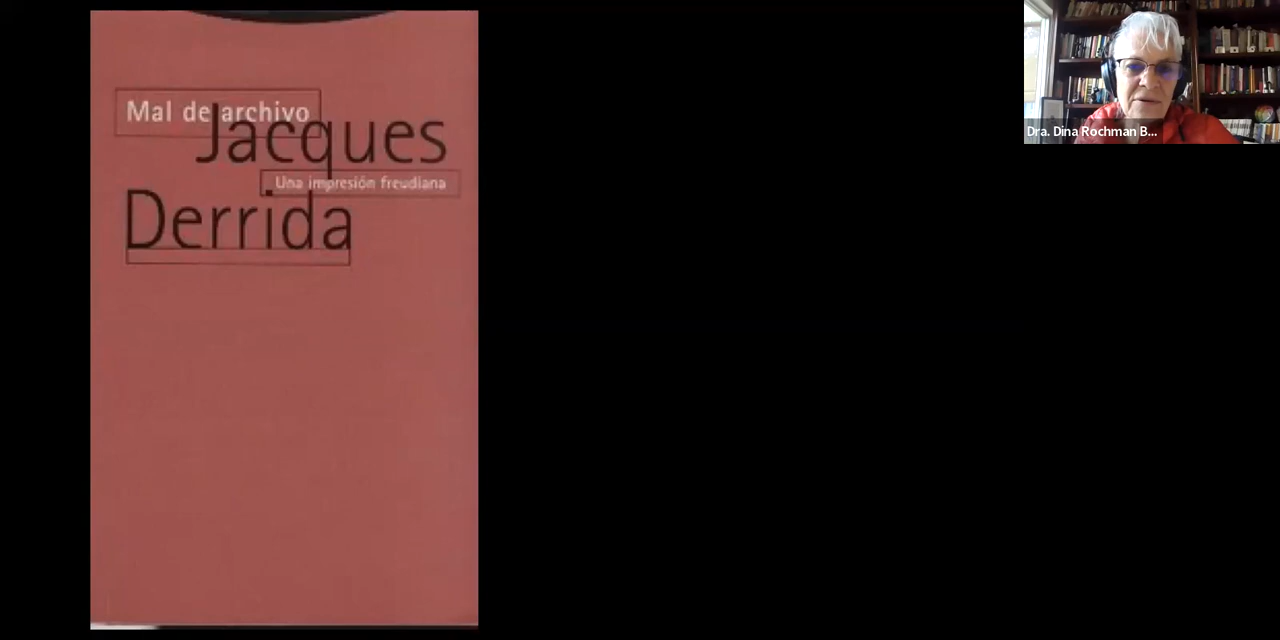 Mal de archivo
Jacques
Una impresión freudiana
Derrida
Dra. Dina Rochman B...